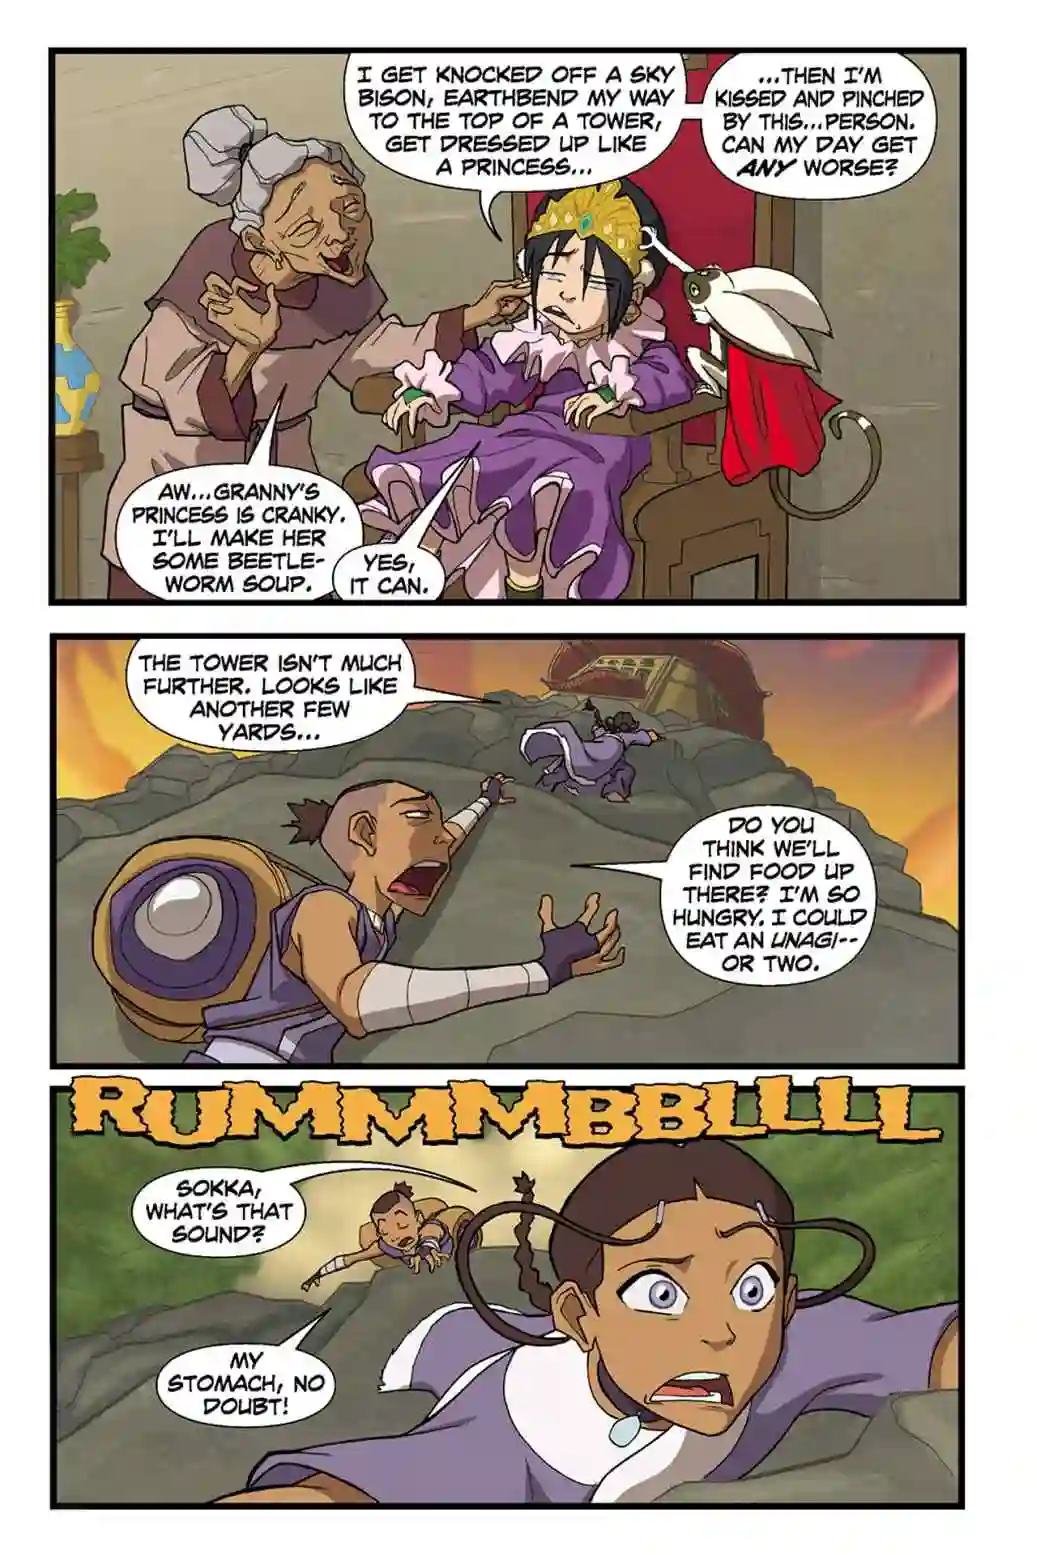 I GET KNOCKED OFF A SKY
BISON, EARTHBEND MY WAY
TO THE TOP OF A TOWER,
GET DRESSED UP LIKE
A PRINCESS...
...THEN I'M
KISSED AND PINCHED
BY THIS...PERSON.
CAN MY DAY GET
ANY WORSE?
AW...GRANNY'S
PRINCESS IS CRANKY.
I'LL MAKE HER
SOME BEETLE-
WORM SOUP.
YES,
IT CAN.
THE TOWER ISN'T MUCH
FURTHER. LOOKS LIKE
ANOTHER FEW
YARDS...
DO YOU
THINK WE'LL
FIND FOOD UP
THERE? I'M SO
HUNGRY. I COULD
EAT AN UNAGI--
OR TWO.
RUMMMBBLLLL
SOKKA,
WHAT'S THAT
SOUND?
MY
STOMACH, NO
DOUBT!